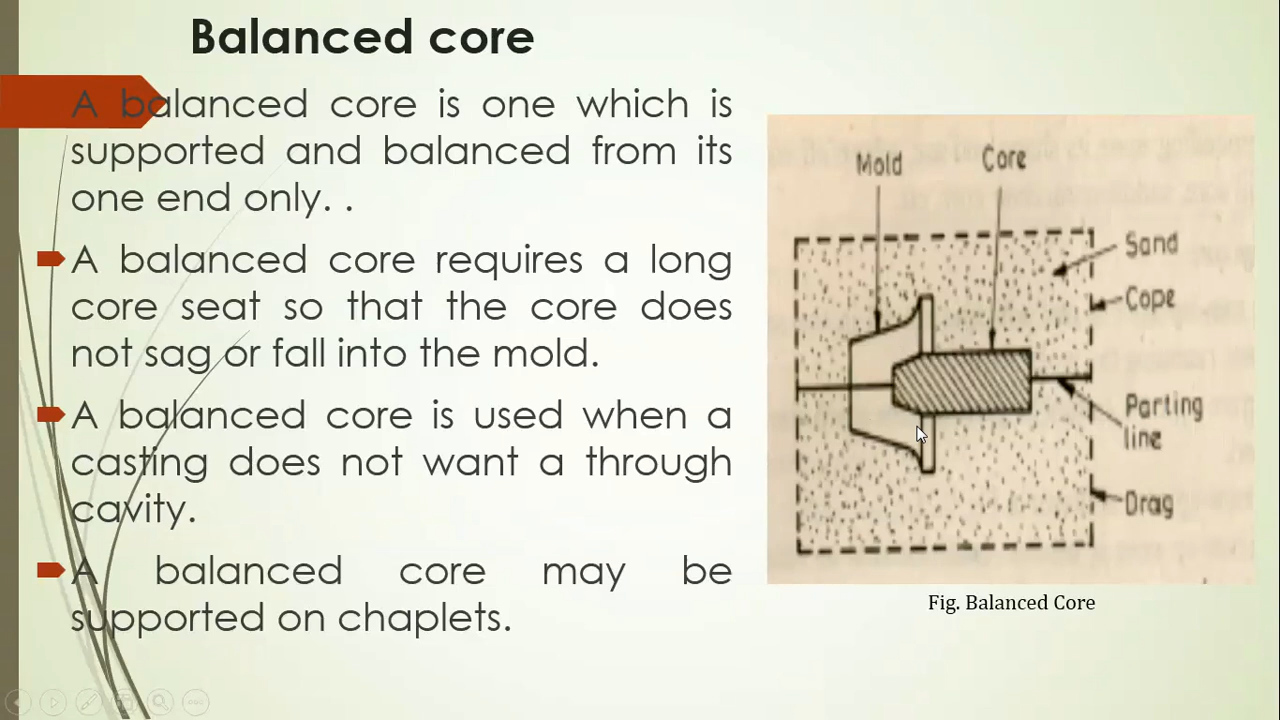 Balanced core
A balanced core is one which is
supported and balanced from its
one end only. .
A balanced core requires a long
core seat so that the core does
not sag or fall into the mold.
A balanced core is used when a
casting does not want a through
cavity.
A balanced core may be
supported on chaplets.
Mold
Core
Sand
Cope
Parting
line
Drag
Fig. Balanced Core